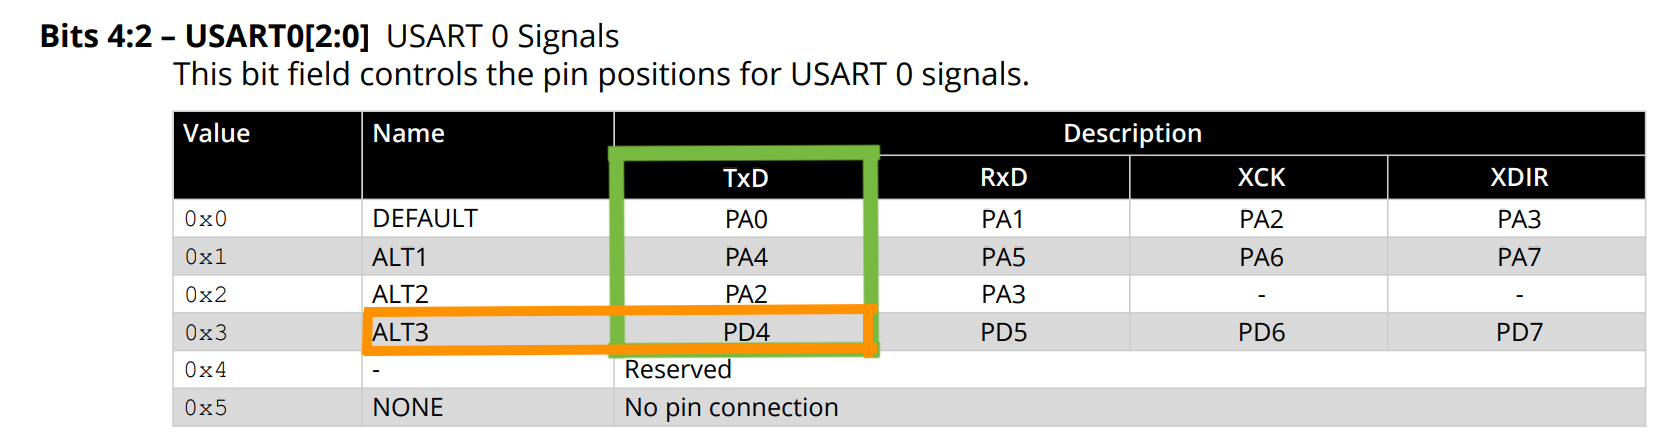 Bits 4:2 – USART0[2:0] USART 0 Signals
This bit field controls the pin positions for USART 0 signals.
Value Name Description
TxD RxD XCK XDIR
0x0 DEFAULT PA0 PA1 PA2 PA3
0x1 ALT1 PA4 PA5 PA6 PA7
0x2 ALT2 PA2 PA3 - -
0x3 ALT3 PD4 PD5 PD6 PD7
0x4 - Reserved
0x5 NONE No pin connection